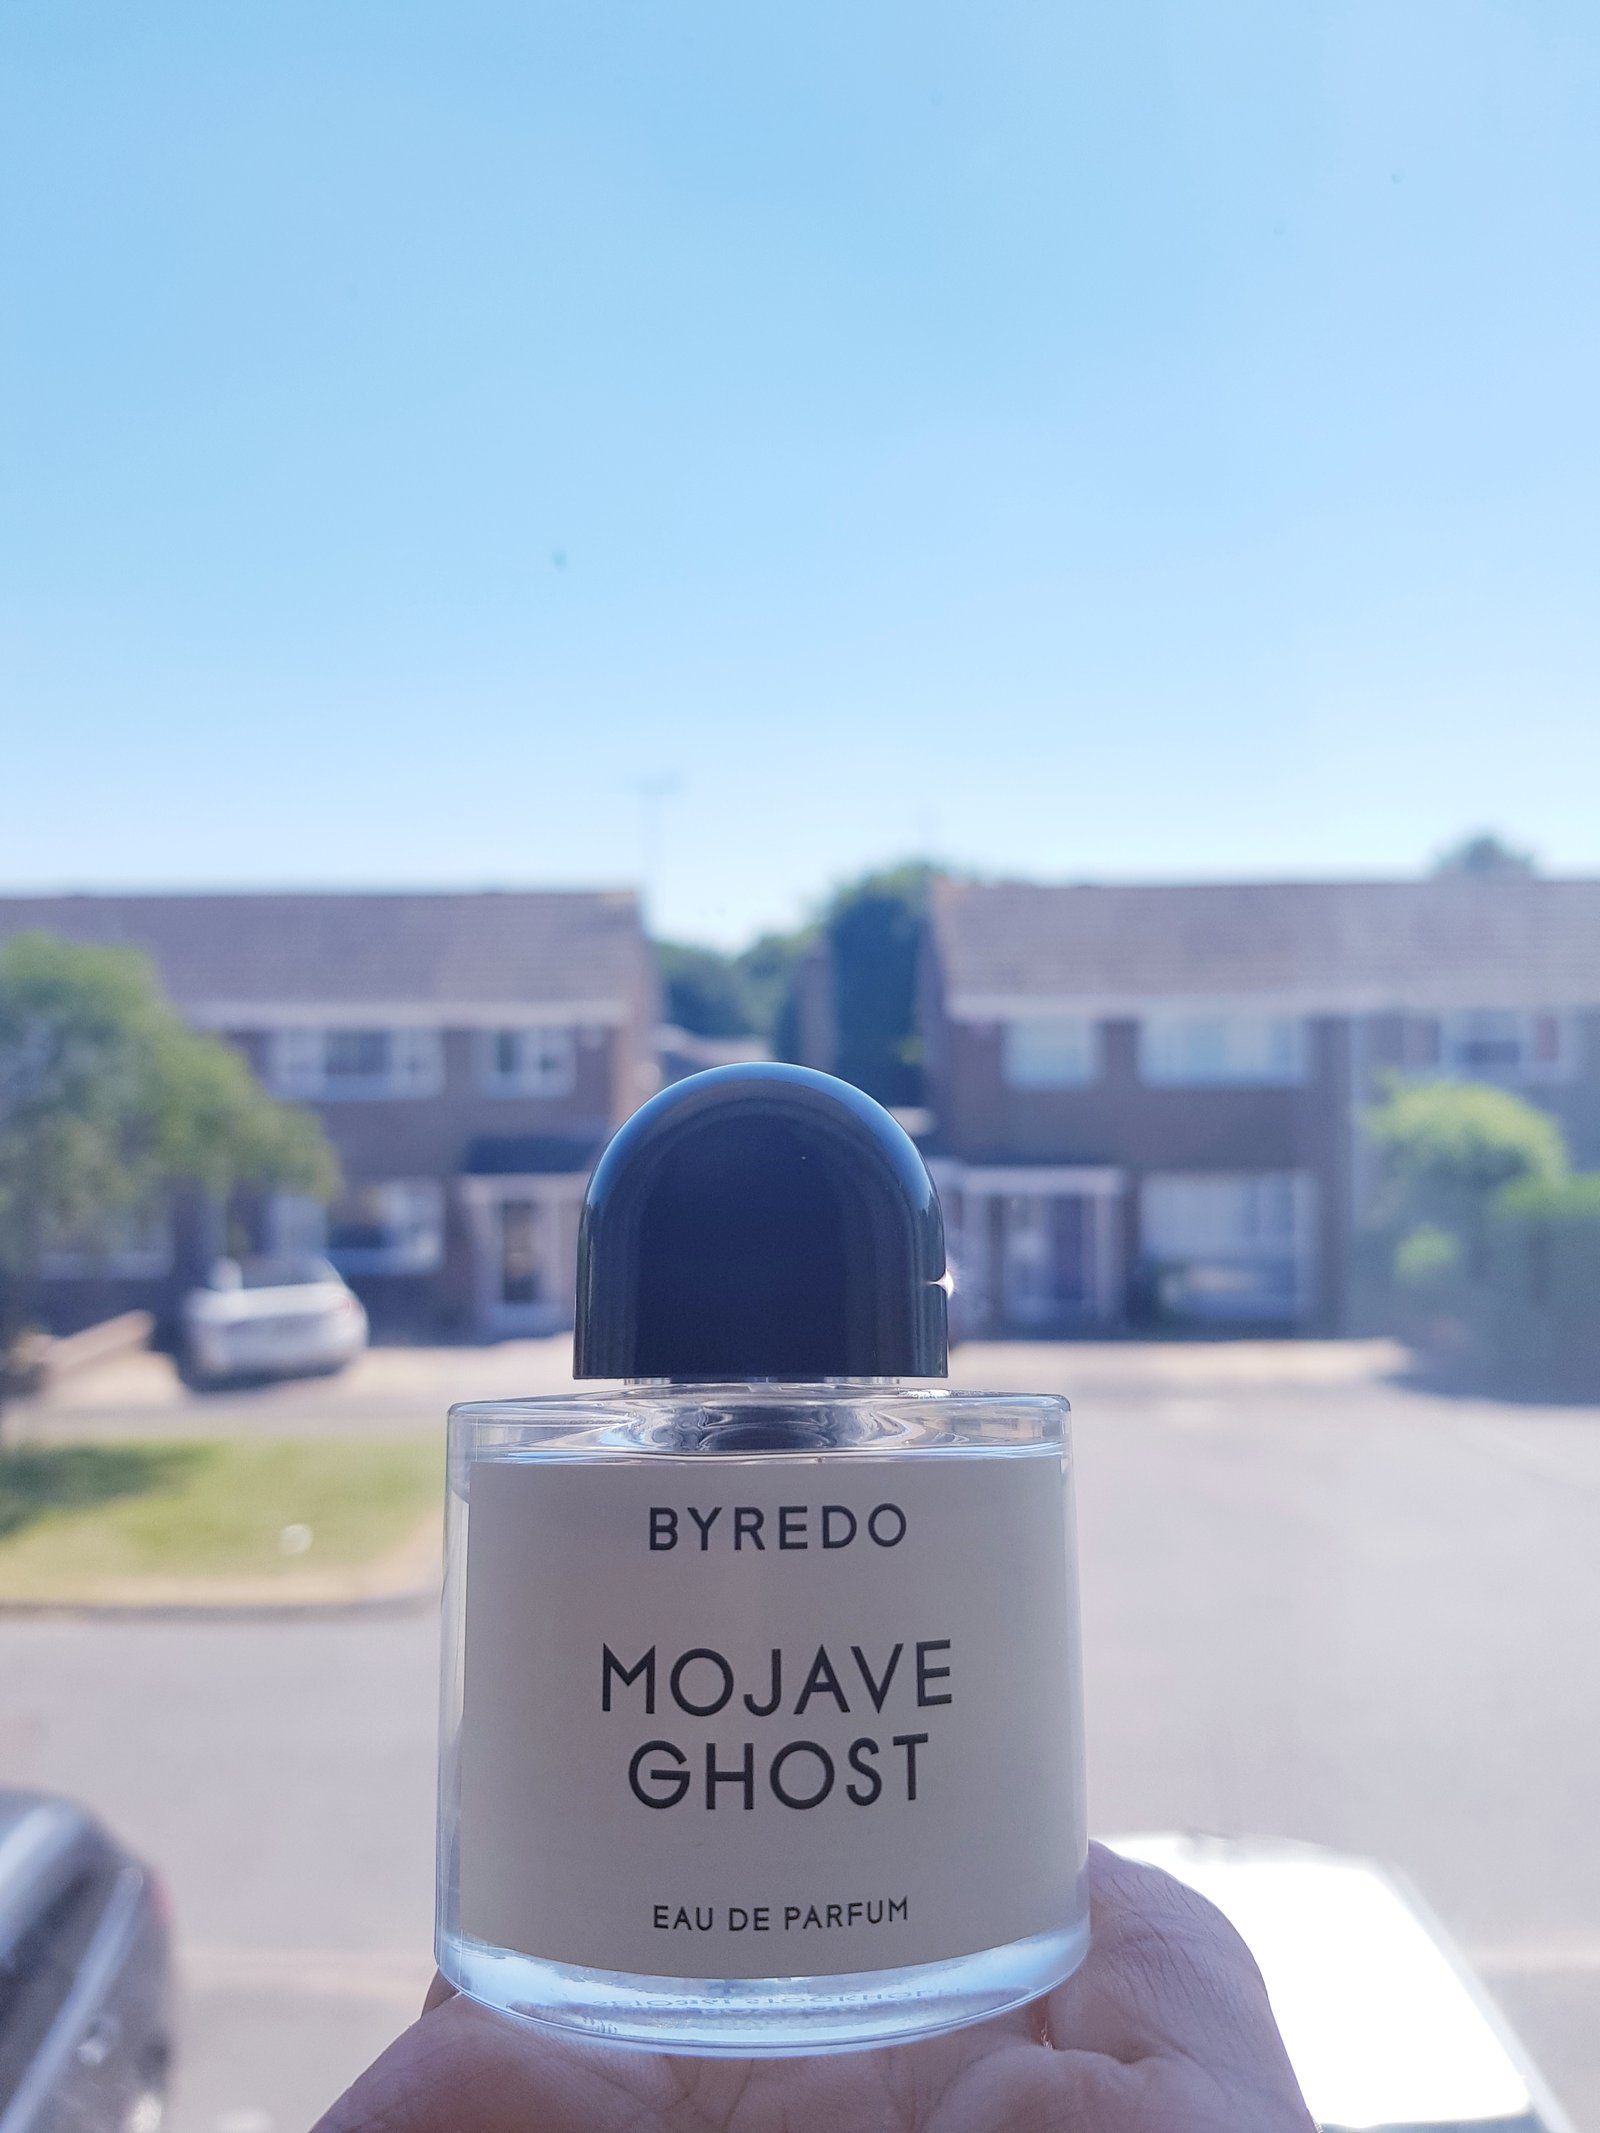 BYREDO
MOJAVE
GHOST
EAU DE PARFUM